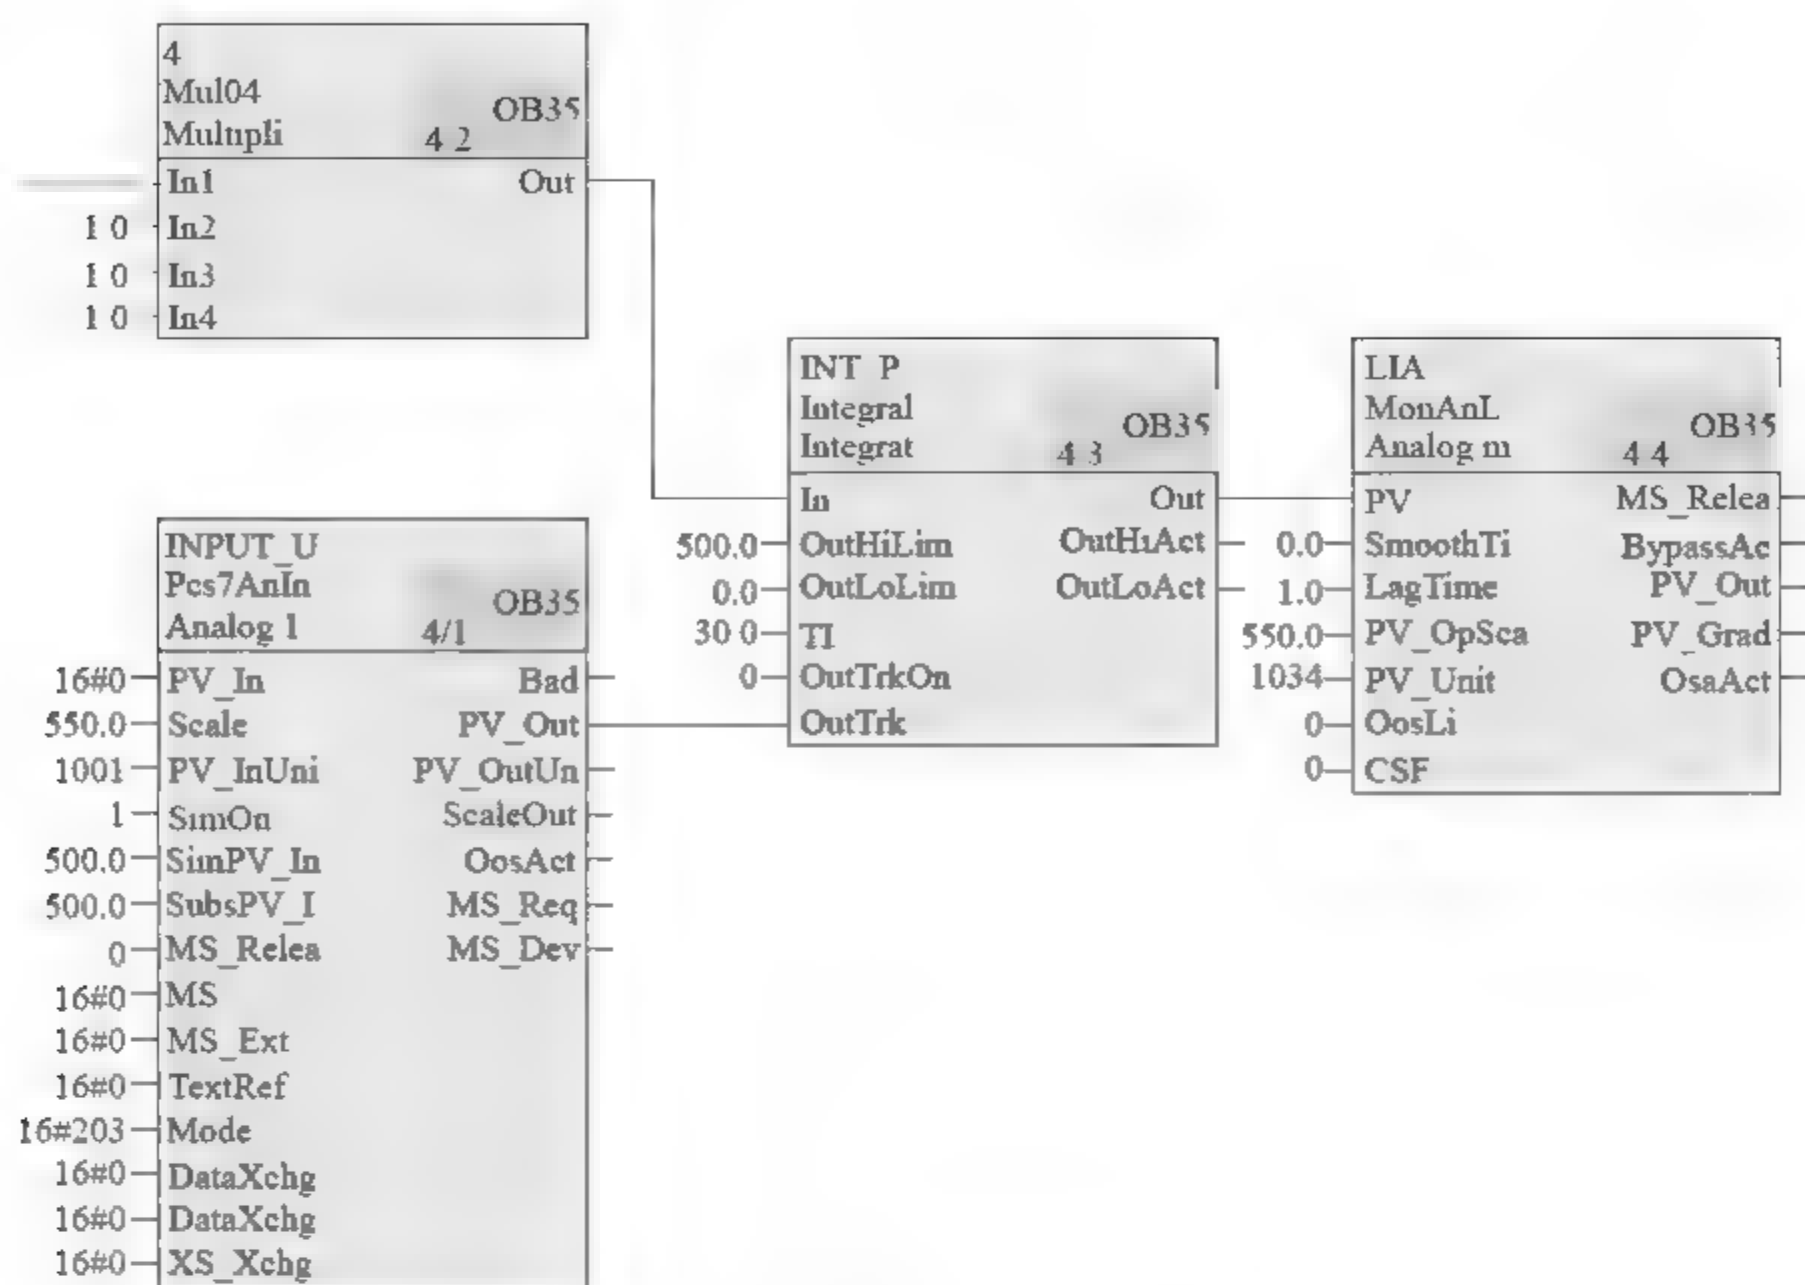 4
Mul04
OB35
Multipli 4 2
In1 Out
1 0 In2
1 0 In3
1 0 In4
INT_P
Integral
OB35
Integrat 4 3
In Out
500.0 OutHiLim OutHiAct
0.0 OutLoLim OutLoAct
30 0 TI
0 OutTrkOn
OutTrk
LIA
MonAnL
OB35
Analog m 4 4
PV MS_Relea
0.0 SmoothTi BypassAc
1.0 LagTime PV_Out
550.0 PV_OpSca PV_Grad
1034 PV_Unit OsaAct
0 OosLi
0 CSF
INPUT_U
Pcs7AnIn
OB35
Analog I 4/1
16#0 PV_In Bad
550.0 Scale PV_Out
1001 PV_InUni PV_OutUn
1 SimOn ScaleOut
500.0 SimPV_In OosAct
500.0 SubsPV_I MS_Req
0 MS_Relea MS_Dev
16#0 MS
16#0 MS_Ext
16#0 TextRef
16#203 Mode
16#0 DataXchg
16#0 DataXchg
16#0 XS_Xchg